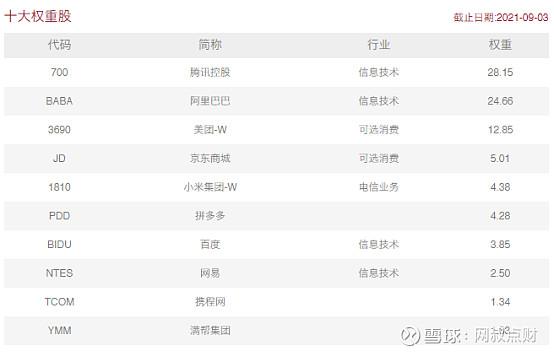 十大权重股 截止日期:2021-09-03
代码 简称 行业 权重
700 腾讯控股 信息技术 28.15
BABA 阿里巴巴 信息技术 24.66
3690 美团-W 可选消费 12.85
JD 京东商城 可选消费 5.01
1810 小米集团-W 电信业务 4.38
PDD 拼多多 4.28
BIDU 百度 信息技术 3.85
NTES 网易 信息技术 2.50
TCOM 携程网 1.34
YMM 满帮集团
雪球:网叔点财